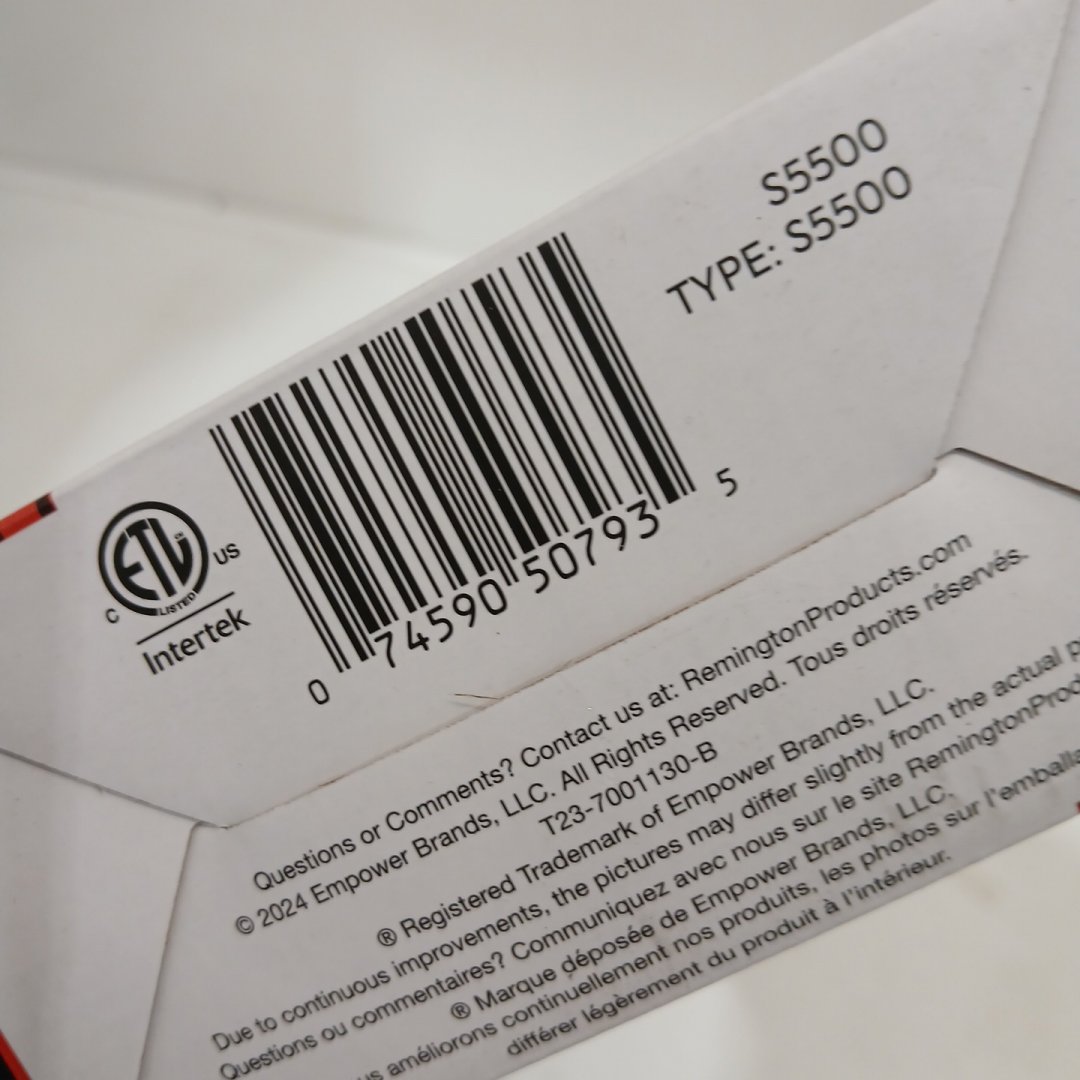 S5500
TYPE: S5500
C ETL US
LISTED
Intertek
0 74590 50793 5
Questions or Comments? Contact us at: RemingtonProducts.com
© 2024 Empower Brands, LLC. All Rights Reserved. Tous droits réservés.
T23-7001130-B
® Registered Trademark of Empower Brands, LLC.
Due to continuous improvements, the pictures may differ slightly from the actual
Questions ou commentaires? Communiquez avec nous sur le site
® Marque déposée de Empower Brands, LLC.
améliorons continuellement nos produits, les photos sur
différer légèrement du produit à l'intérieur.